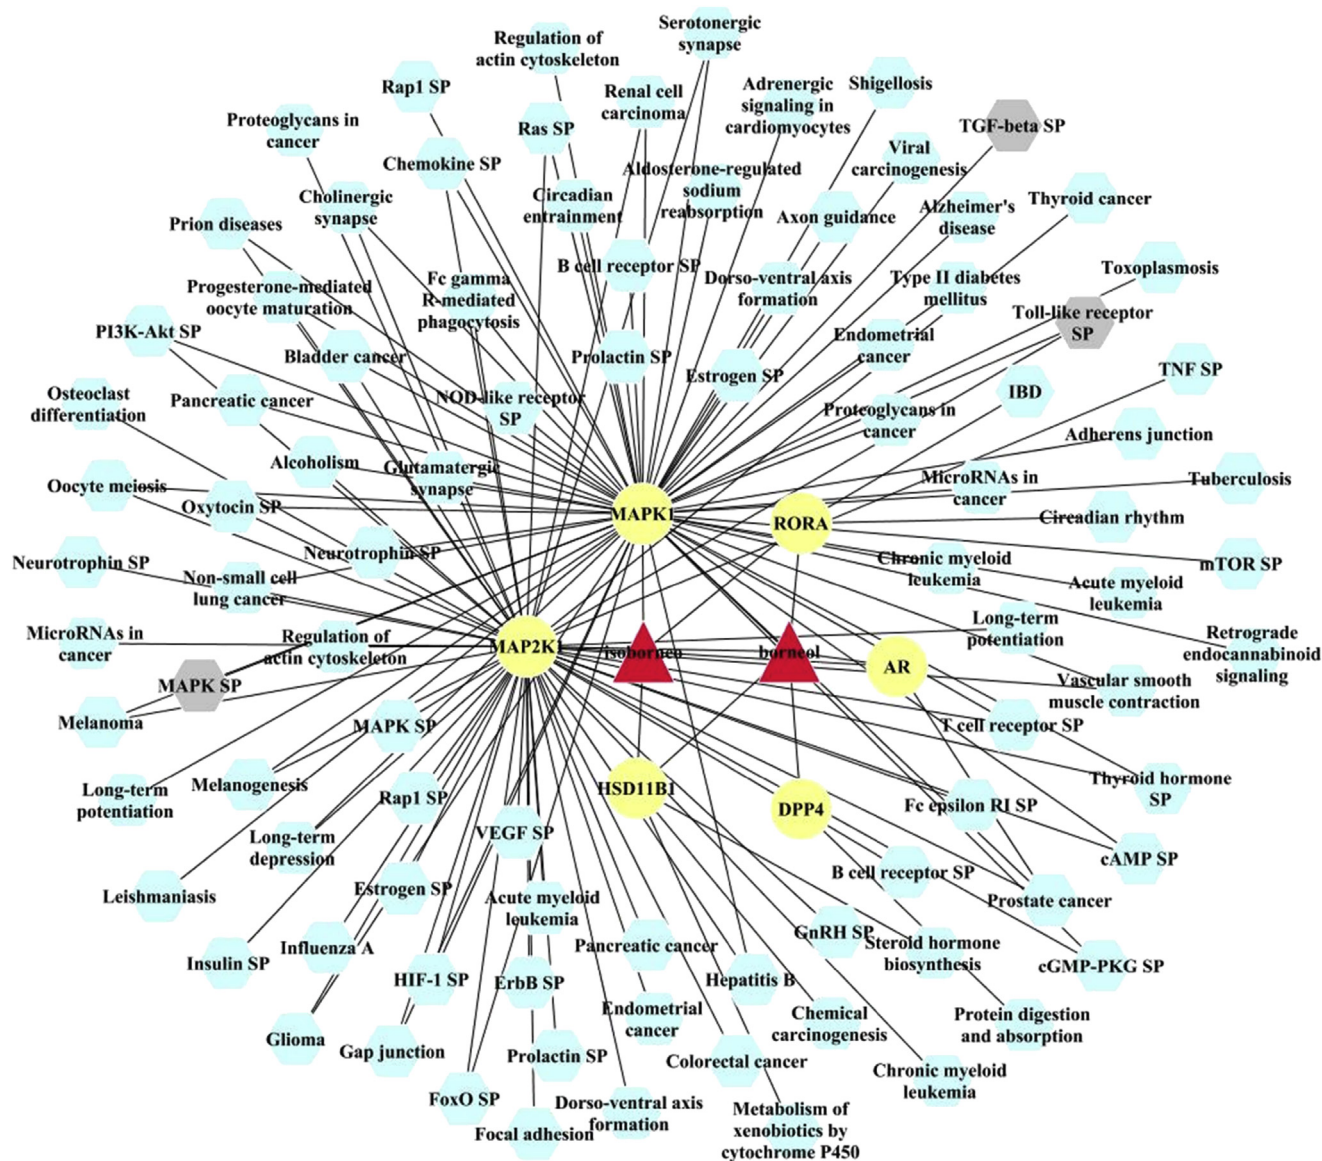 Serotonergic
synapse
Regulation of
actin cytoskeleton
Rap1 SP
Renal cell
carcinoma
Adrenergic
signaling in
cardiomyocytes
Shigellosis
Proteoglycans in
cancer
Ras SP
TGF-beta SP
Chemokine SP
Viral
carcinogenesis
Aldosterone-regulated
sodium
reabsorption
Cholinergic
synapse
Circadian
entrainment
Axon guidance
Alzheimer's
disease
Thyroid cancer
Prion diseases
B cell receptor SP
Dorso-ventral axis
formation
Type II diabetes
mellitus
Toxoplasmosis
Progesterone-mediated
oocyte maturation
Fc gamma
R-mediated
phagocytosis
Toll-like receptor
SP
PI3K-Akt SP
Bladder cancer
Prolactin SP
Estrogen SP
Endometrial
cancer
TNF SP
Osteoclast
differentiation
Pancreatic cancer
NOD-like receptor
SP
IBD
Proteoglycans in
cancer
Adherens junction
Alcoholism
Glutamatergic
synapse
MicroRNAs in
cancer
Tuberculosis
Oocyte meiosis
Oxytocin SP
MAPK1
RORA
Circadian rhythm
Neurotrophin SP
Neurotrophin SP
Non-small cell
lung cancer
Chronic myeloid
leukemia
Acute myeloid
leukemia
mTOR SP
MicroRNAs in
cancer
Regulation of
actin cytoskeleton
MAP2K1
isoborneo
borneol
AR
Long-term
potentiation
Retrograde
endocannabinoid
signaling
MAPK SP
Vascular smooth
muscle contraction
Melanoma
MAPK SP
T cell receptor SP
Long-term
potentiation
Melanogenesis
Rap1 SP
HSD11B1
DPP4
Fc epsilon RI SP
Thyroid hormone
SP
Long-term
depression
VEGF SP
cAMP SP
Leishmaniasis
Estrogen SP
Acute myeloid
leukemia
B cell receptor SP
Prostate cancer
Insulin SP
Influenza A
Pancreatic cancer
GnRH SP
Steroid hormone
biosynthesis
cGMP-PKG SP
HIF-1 SP
ErbB SP
Hepatitis B
Glioma
Gap junction
Endometrial
cancer
Chemical
carcinogenesis
Protein digestion
and absorption
Prolactin SP
Colorectal cancer
Chronic myeloid
leukemia
FoxO SP
Focal adhesion
Dorso-ventral axis
formation
Metabolism of
xenobiotics by
cytochrome P450